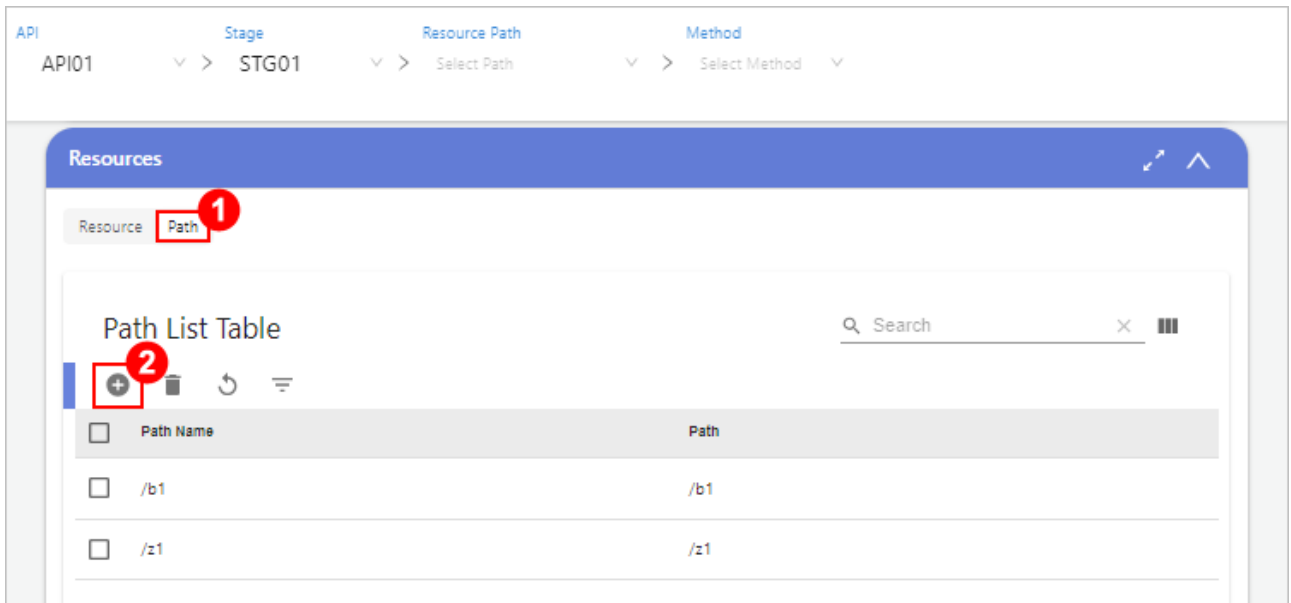 API Stage Resource Path Method
API01 > STG01 > Select Path > Select Method
Resources
Resource Path 1
Path List Table Search
2
Path Name Path
/b1 /b1
/z1 /z1